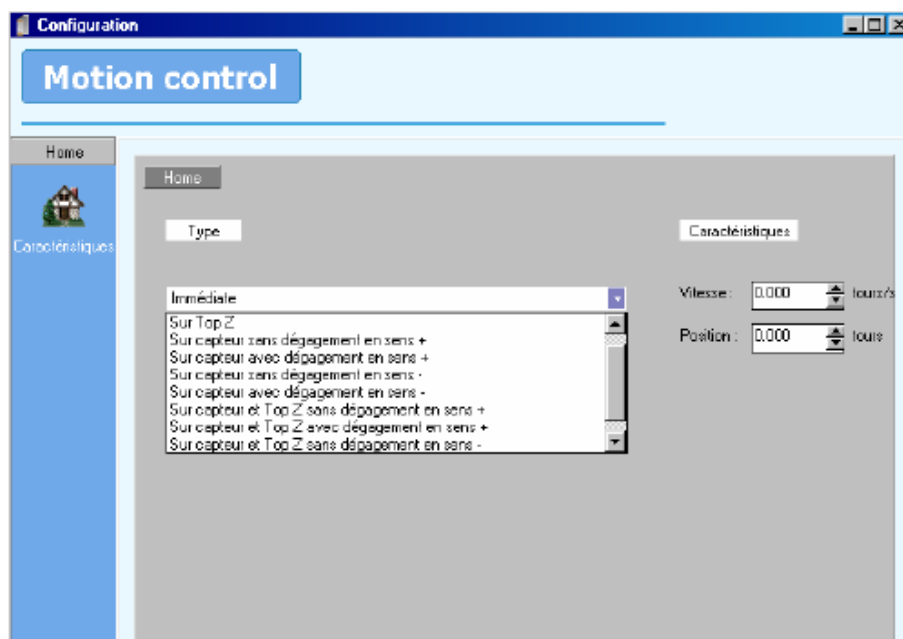 Configuration
Motion control
Home
Caractéristiques
Home
Type
Caractéristiques
Immédiate
Vitesse : 0.000 tours/s
Sur Top Z
Sur capteur sans dégagement en sens +
Position : 0.000 tours
Sur capteur avec dégagement en sens +
Sur capteur sans dégagement en sens -
Sur capteur avec dégagement en sens -
Sur capteur et Top Z sans dégagement en sens +
Sur capteur et Top Z avec dégagement en sens +
Sur capteur et Top Z sans dégagement en sens -